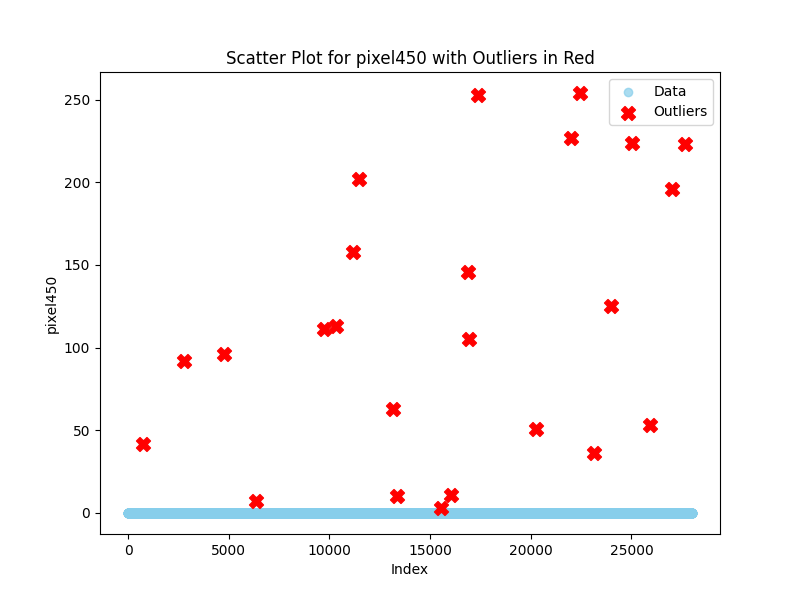 Scatter Plot for pixel450 with Outliers in Red
Data
Outliers
250
200
150
100
50
0
pixel450
0 5000 10000 15000 20000 25000
Index